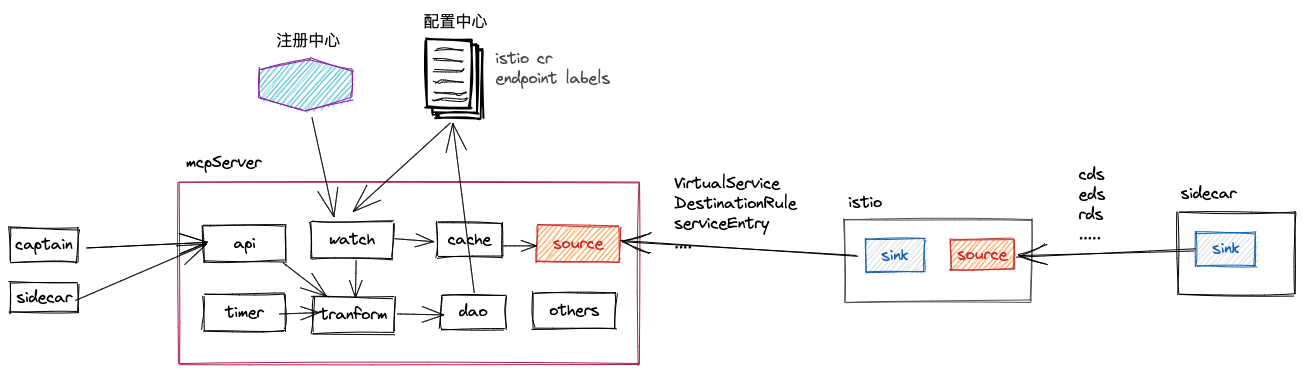 配置中心
注册中心
istio cr
endpoint labels
mcpServer
captain
sidecar
api
watch
cache
source
timer
tranform
dao
others
VirtualService
DestinationRule
serviceEntry
....
istio
sink
source
cds
eds
rds
.....
sidecar
sink